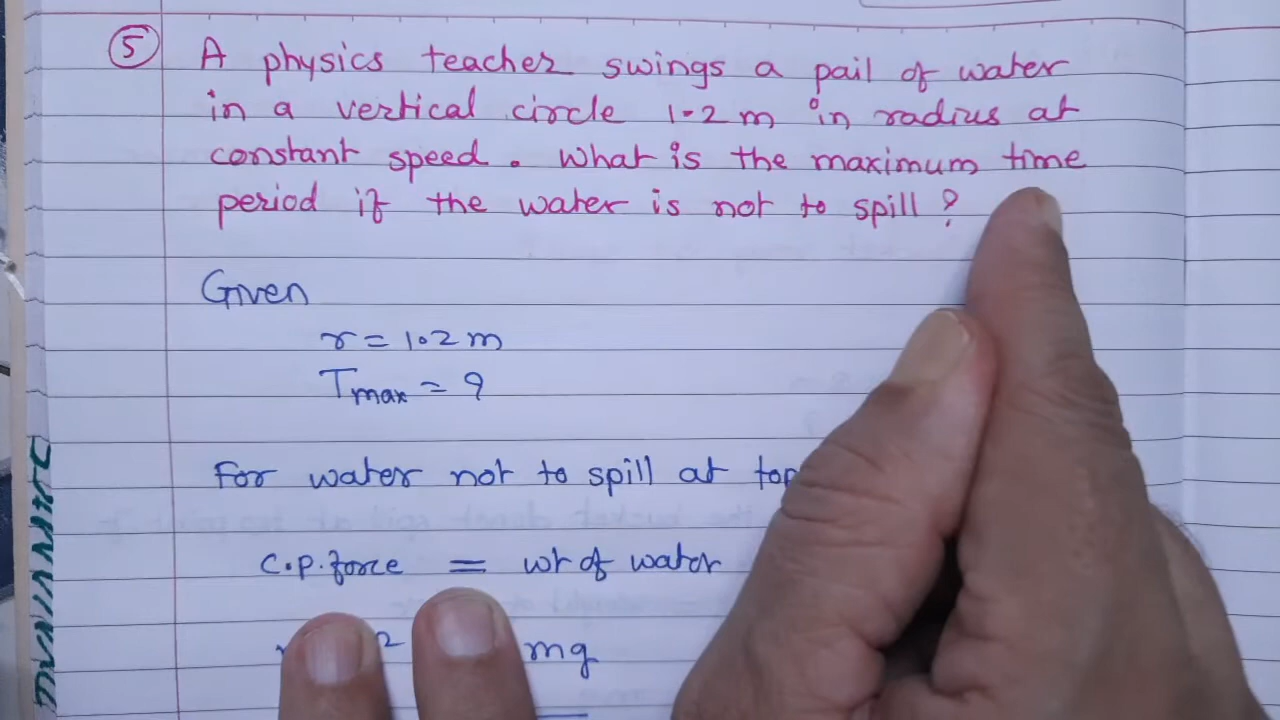 ⑤ A physics teacher swings a pail of water
in a vertical circle 1.2 m in radius at
constant speed. What is the maximum time
period if the water is not to spill?
Given
r = 1.2 m
Tmax = ?
For water not to spill at top
C.P. force = wt of water
2 mg